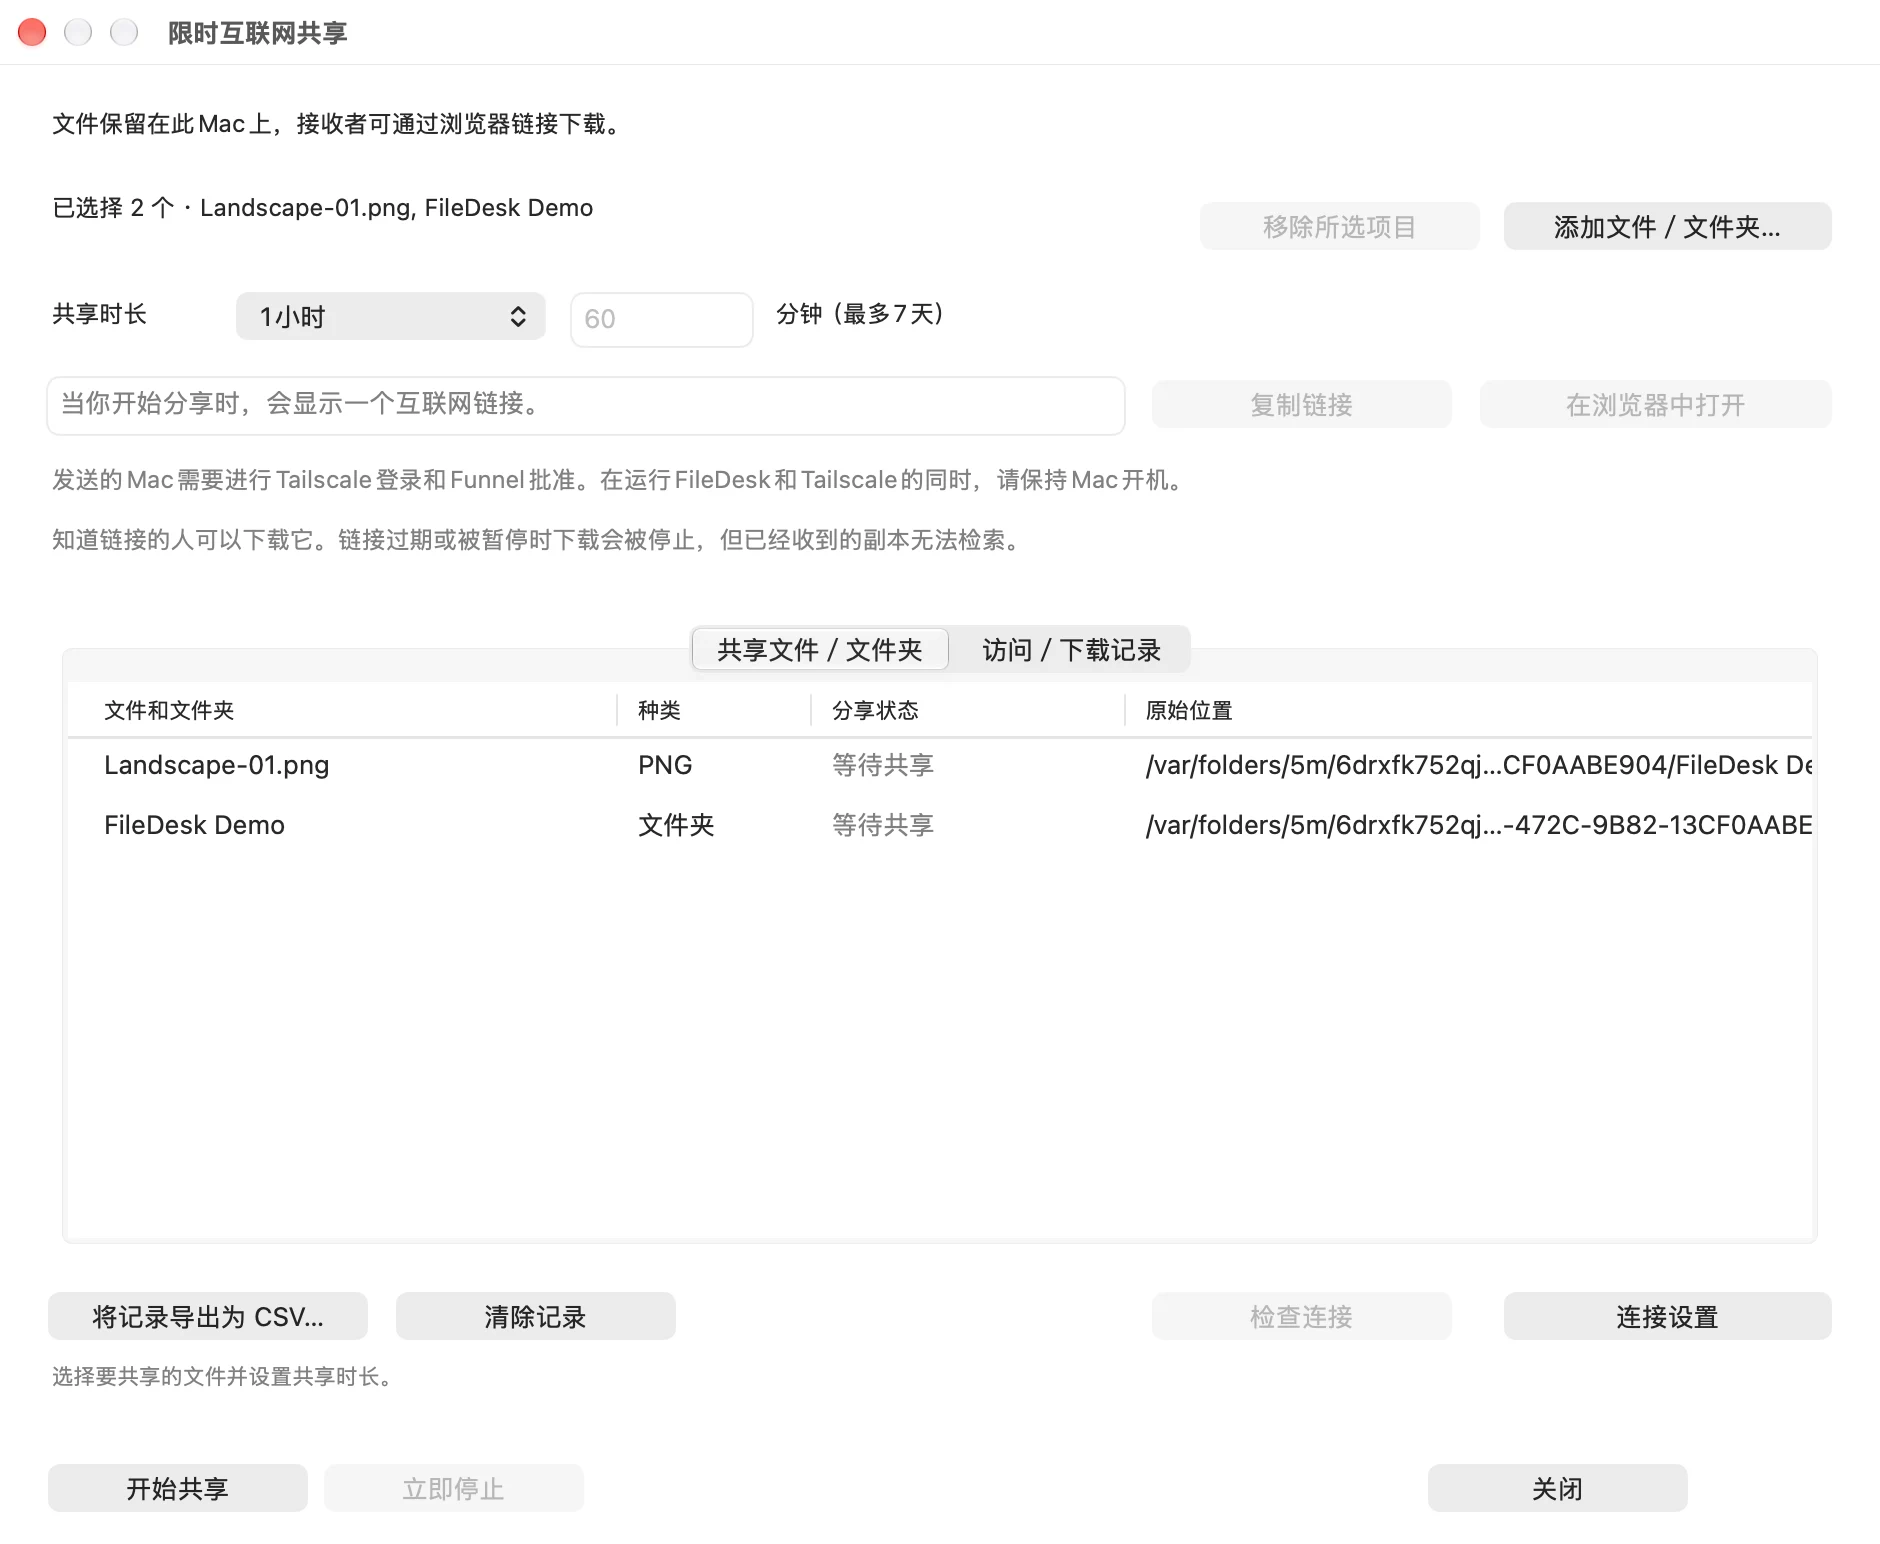 限时互联网共享
文件保留在此Mac上，接收者可通过浏览器链接下载。
已选择 2 个 · Landscape-01.png, FileDesk Demo
移除所选项目
添加文件 / 文件夹...
共享时长
1小时
60
分钟（最多7天）
当你开始分享时，会显示一个互联网链接。
复制链接
在浏览器中打开
发送的Mac需要进行Tailscale登录和Funnel批准。在运行FileDesk和Tailscale的同时，请保持Mac开机。
知道链接的人可以下载它。链接过期或被暂停时下载会被停止，但已经收到的副本无法检索。
共享文件 / 文件夹
访问 / 下载记录
文件和文件夹 种类 分享状态 原始位置
Landscape-01.png PNG 等待共享 /var/folders/5m/6drxfk752qj...CF0AABE904/FileDesk De
FileDesk Demo 文件夹 等待共享 /var/folders/5m/6drxfk752qj...-472C-9B82-13CF0AABE
将记录导出为 CSV...
清除记录
检查连接
连接设置
选择要共享的文件并设置共享时长。
开始共享
立即停止
关闭